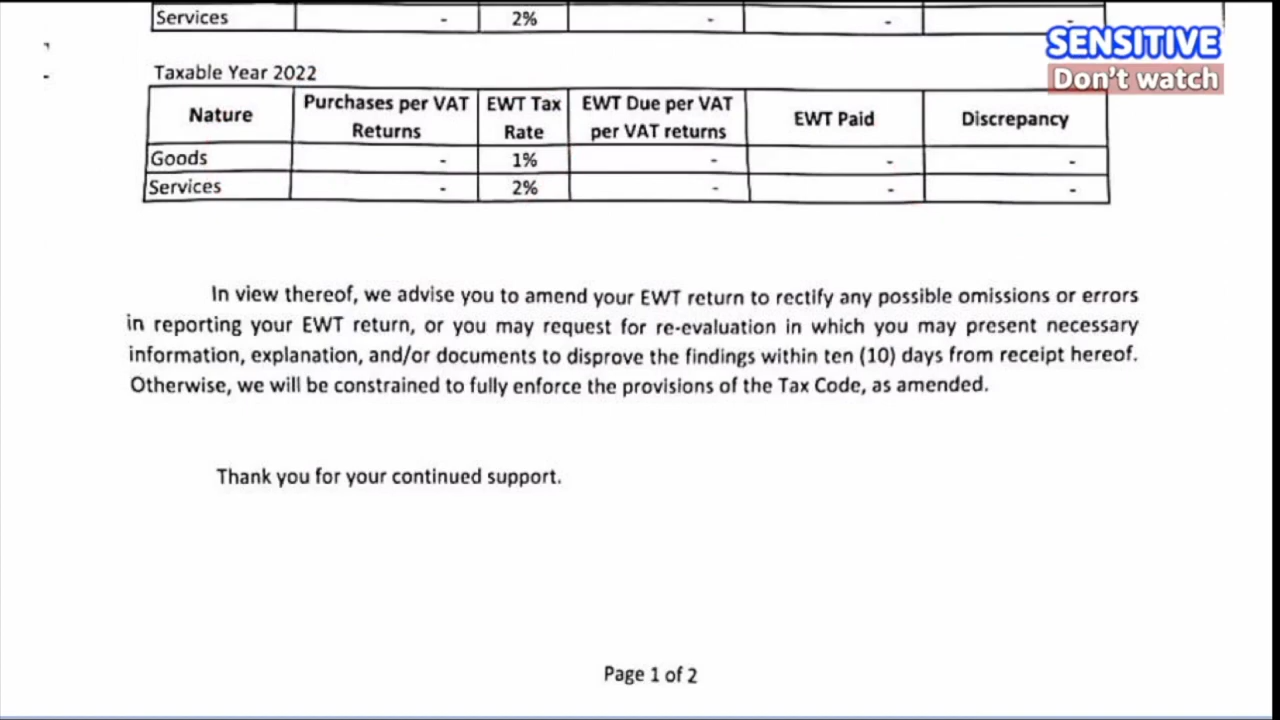 Services - 2% - - -
SENSITIVE
Don't watch
Taxable Year 2022
Nature Purchases per VAT Returns EWT Tax Rate EWT Due per VAT per VAT returns EWT Paid Discrepancy
Goods - 1% - - -
Services - 2% - - -
In view thereof, we advise you to amend your EWT return to rectify any possible omissions or errors
in reporting your EWT return, or you may request for re-evaluation in which you may present necessary
information, explanation, and/or documents to disprove the findings within ten (10) days from receipt hereof.
Otherwise, we will be constrained to fully enforce the provisions of the Tax Code, as amended.
Thank you for your continued support.
Page 1 of 2